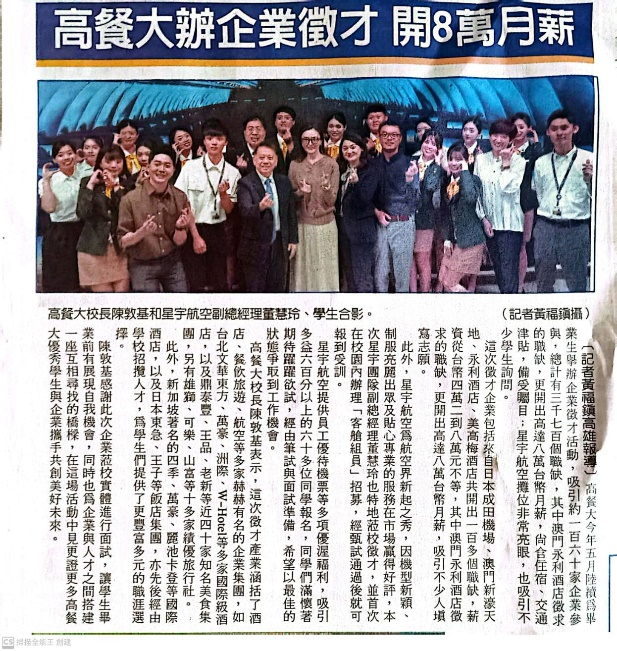 高餐大辦企業徵才 開8萬月薪
高餐大校長陳敦基和星宇航空副總經理董慧玲、學生合影。
（記者黃福鎮攝）
〔記者黃福鎮高雄報導〕高餐大今年五月陸續為畢
業生舉辦企業徵才活動，吸引約一百六十家企業參
與，總計有三千七百個職缺，其中澳門永利酒店徵求
的職缺，更開出高達八萬台幣月薪，尚含住宿、交通
津貼，備受矚目；星宇航空攤位非常亮眼，也吸引不
少學生詢問。
這次徵才企業包括來自日本成田機場、澳門新濠天
地、永利酒店、美高梅酒店共開出一百多個職缺，薪
資從台幣四萬二到八萬元不等，其中澳門永利酒店徵
求的職缺，更開出高達八萬台幣月薪，吸引不少人填
寫志願。
此外，星宇航空為航空界新起之秀，因機型新穎、
制服亮麗出眾及貼心專業的服務在市場贏得好評，本
次星宇團隊副總經理董慧玲也特地蒞校徵才，並首次
在校園內辦理「客艙組員」招募，經甄試通過後就可
報到受訓。
星宇航空提供員工優待機票等多項優渥福利，吸引
多益六百分以上的六十多位同學報名，同學們滿懷著
期待躍躍欲試，經由筆試與面試準備，希望以最佳的
狀態爭取到工作機會。
高餐大校長陳敦基表示，這次徵才產業涵括了酒
店、餐飲旅遊、航空等多家赫赫有名的企業集團，如
台北文華東方、萬豪、洲際、W-Hotel等多家國際級酒
店，以及鼎泰豐、王品、老新等近四十家知名美食集
團，另有雄獅、可樂、山富等十多家績優旅行社。
此外，新加坡著名的四季、萬豪、麗池卡登等國際
酒店，以及日本東急、王子等飯店集團，亦先後經由
學校招攬人才，為學生們提供了更豐富多元的職涯選
擇。
陳敦基感謝此次企業蒞校實體進行面試，讓學生畢
業前有展現自我機會，同時也為企業與人才之間搭建
一座互相尋找的橋樑，在這場活動中見更證更多高餐
大優秀學生與企業攜手共創美好未來。
CS 掃描全能王 創建